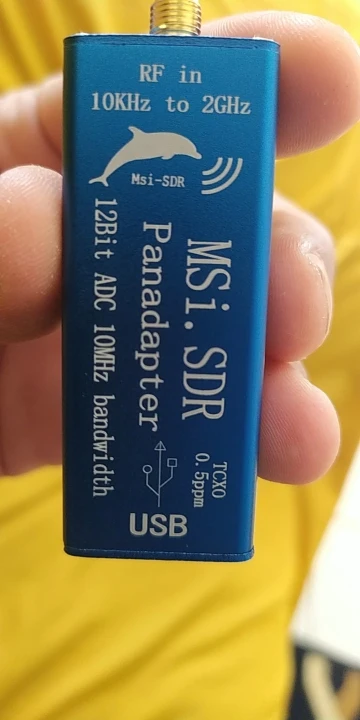 RF in
10KHz to 2GHz
Msi-SDR
MSi.SDR
Panadapter
12Bit ADC 10MHz bandwidth
TCXO
0.5ppm
USB